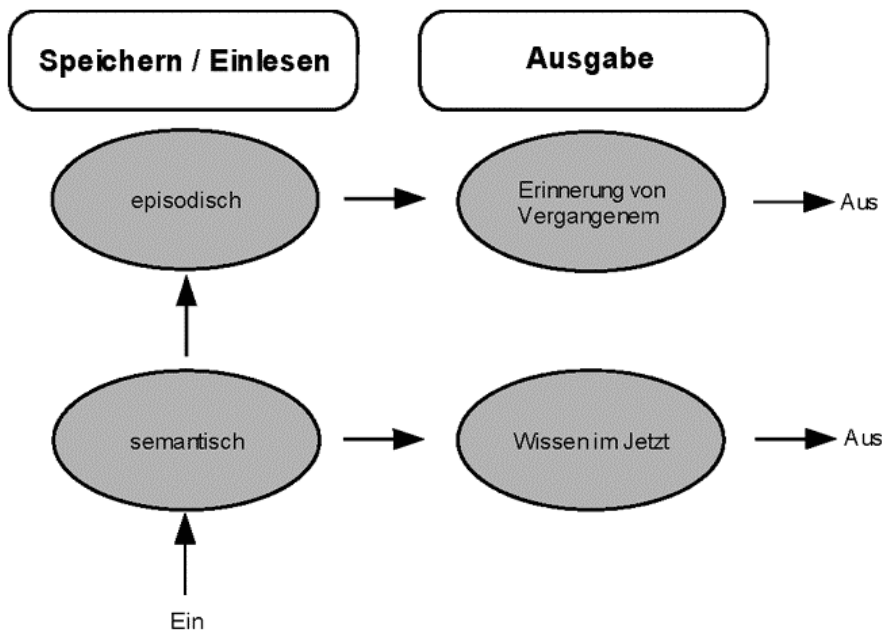 Speichern / Einlesen
Ausgabe
episodisch
Erinnerung von
Vergangenem
Aus
semantisch
Wissen im Jetzt
Aus
Ein